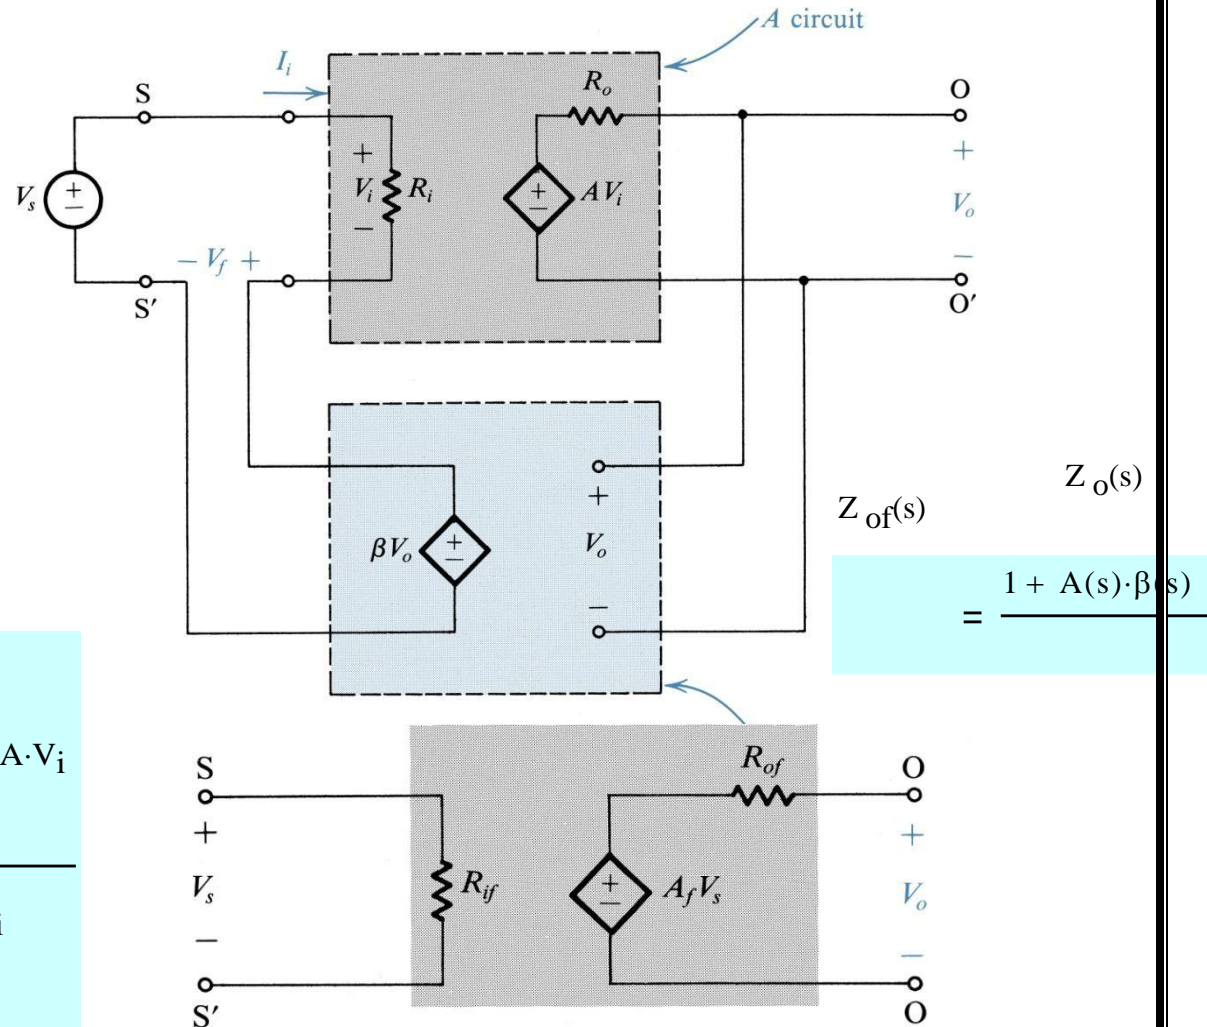 A circuit
I_i
R_o
S
O
+
V_i
−
R_i
+
−
AV_i
+
V_o
−
V_s
+
−
− V_f +
S′
O′
βV_o
+
−
+
V_o
−
Z_o(s)
Z_of(s)
=
1 + A(s)·β(s)
A·V_i
i
S
R_of
O
+
V_s
−
R_if
+
−
A_f V_s
+
V_o
−
S′
O